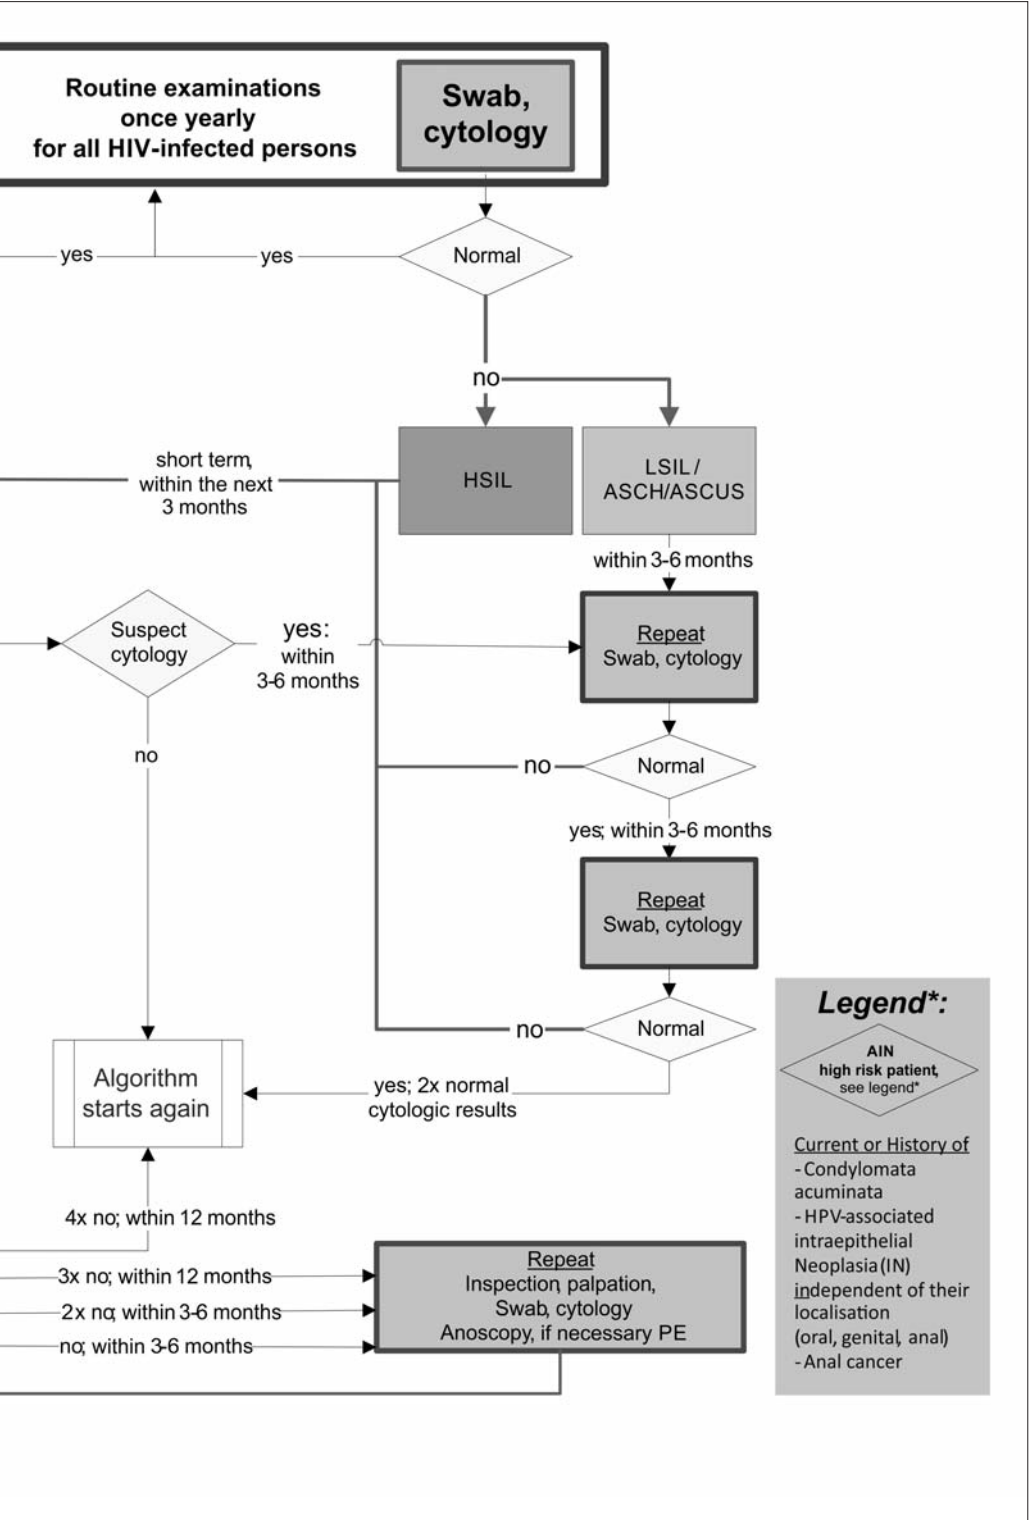 Routine examinations
once yearly
for all HIV-infected persons
Swab,
cytology
yes
yes
Normal
no
short term,
within the next
3 months
HSIL
LSIL /
ASCH/ASCUS
within 3-6 months
Suspect
cytology
yes:
within
3-6 months
Repeat
Swab, cytology
no
no
Normal
yes; within 3-6 months
Repeat
Swab, cytology
no
Normal
Algorithm
starts again
yes; 2x normal
cytologic results
4x no; wthin 12 months
3x no; within 12 months
2x no; within 3-6 months
no; within 3-6 months
Repeat
Inspection, palpation,
Swab, cytology
Anoscopy, if necessary PE
Legend*:
AIN
high risk patient,
see legend*
Current or History of
- Condylomata
acuminata
- HPV-associated
intraepithelial
Neoplasia (IN)
independent of their
localisation
(oral, genital, anal)
- Anal cancer